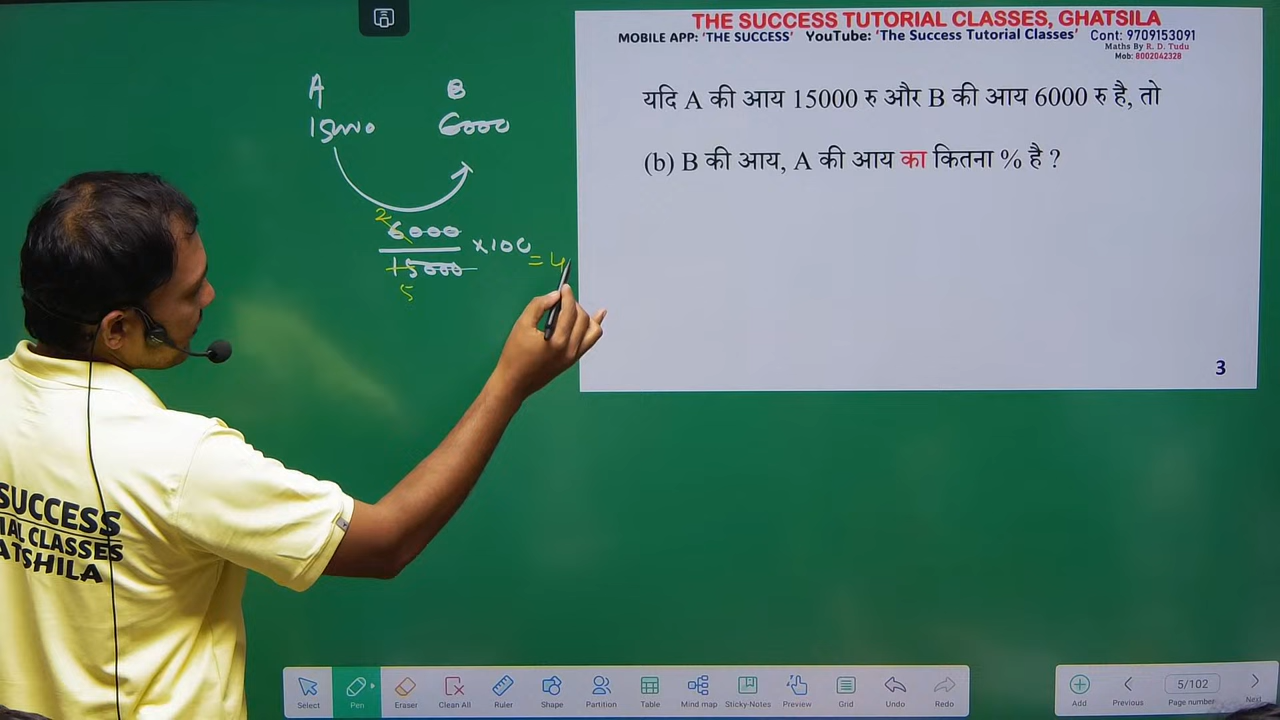 THE SUCCESS TUTORIAL CLASSES, GHATSILA
MOBILE APP: 'THE SUCCESS' YouTube: 'The Success Tutorial Classes' Cont: 9709153091
Maths By R. D. Tudu
Mob: 8002042328
यदि A की आय 15000 रु और B की आय 6000 रु है, तो
(b) B की आय, A की आय का कितना % है ?
3
A B
15000 6000
2
6000
×100
= 4
15000
5
SUCCESS
IAL CLASSES
ATSHILA
Select Pen Eraser Clean All Ruler Shape Partition Table Mind map Sticky-Notes Preview Grid Undo Redo
Add Previous 5/102 Page number Next